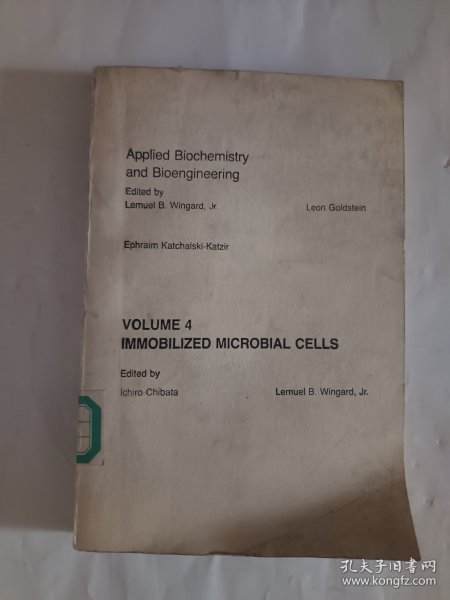 Applied Biochemistry
and Bioengineering
Edited by
Lemuel B. Wingard, Jr. Leon Goldstein
Ephraim Katchalski-Katzir
VOLUME 4
IMMOBILIZED MICROBIAL CELLS
Edited by
Ichiro Chibata Lemuel B. Wingard, Jr.
孔夫子旧书网
www.kongfz.com